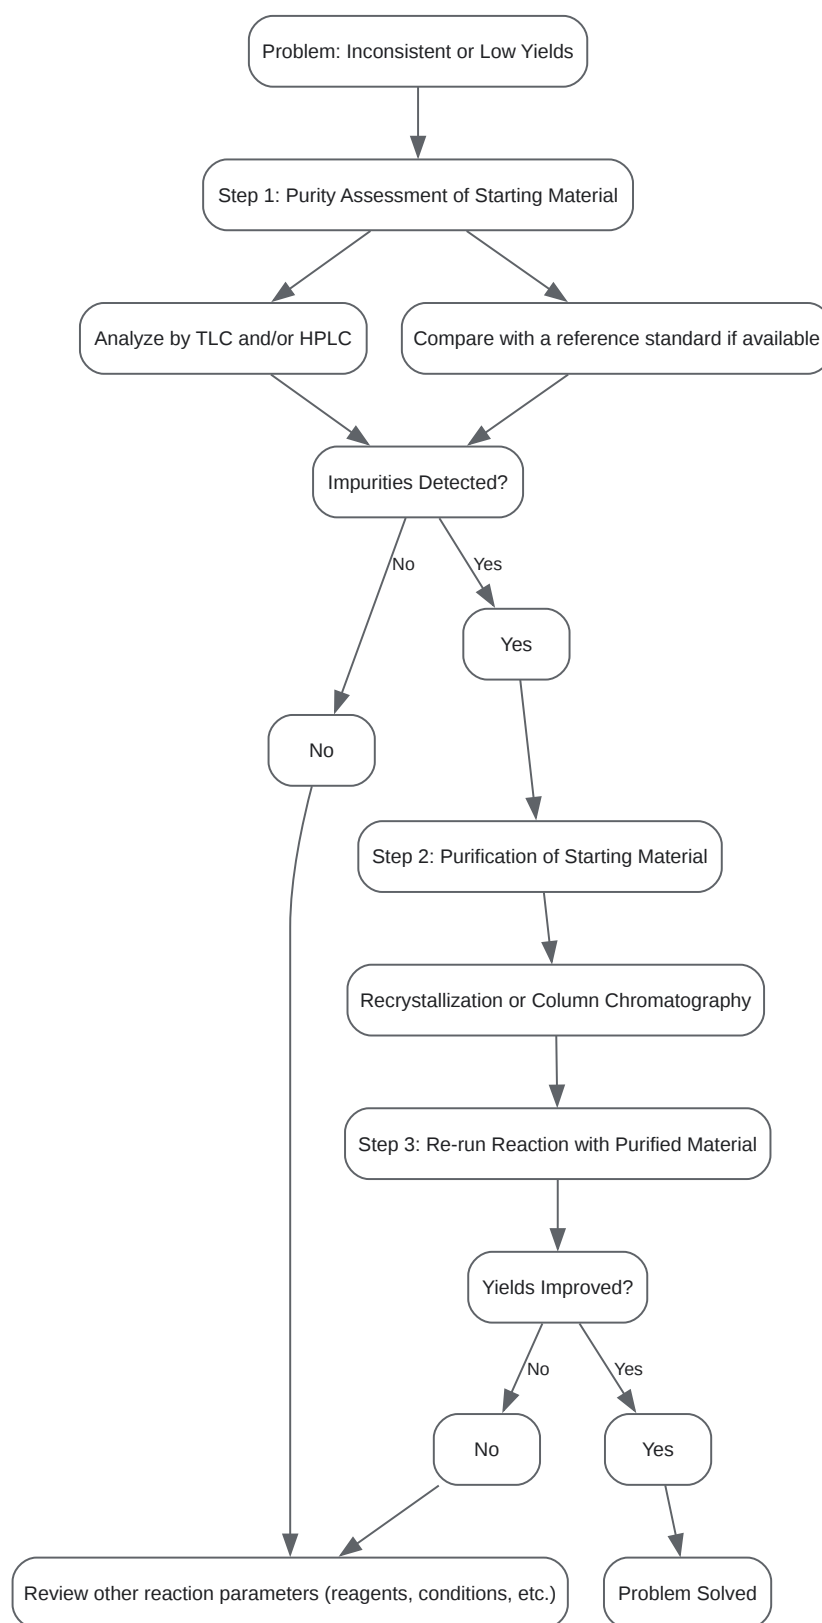 Problem: Inconsistent or Low Yields
Step 1: Purity Assessment of Starting Material
Analyze by TLC and/or HPLC
Compare with a reference standard if available
Impurities Detected?
No
Yes
Yes
No
Step 2: Purification of Starting Material
Recrystallization or Column Chromatography
Step 3: Re-run Reaction with Purified Material
Yields Improved?
No
Yes
No
Yes
Review other reaction parameters (reagents, conditions, etc.)
Problem Solved